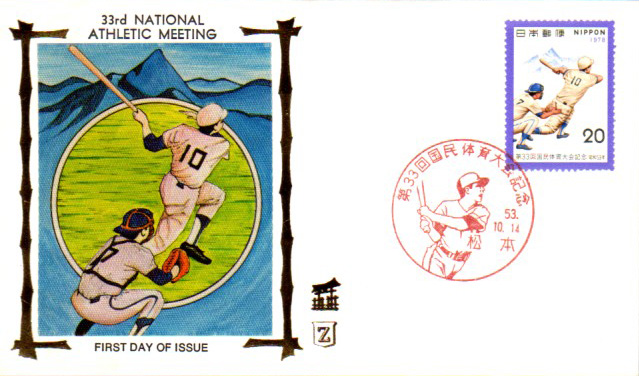 33rd NATIONAL
ATHLETIC MEETING
10
FIRST DAY OF ISSUE
Z
日本郵便 NIPPON
1978
10
7
20
第33回国民体育大会記念
第33回国民体育大会記念
53.
10.14
松本